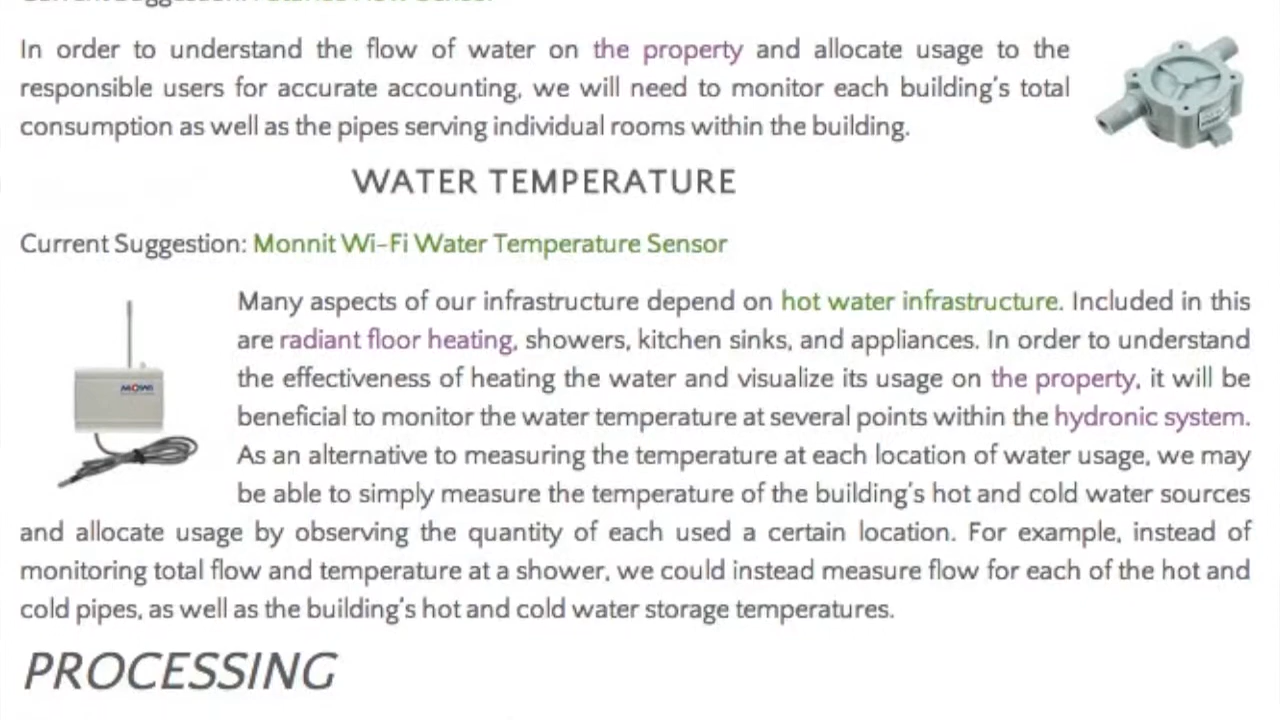 Current Suggestion:
In order to understand the flow of water on the property and allocate usage to the
responsible users for accurate accounting, we will need to monitor each building's total
consumption as well as the pipes serving individual rooms within the building.
WATER TEMPERATURE
Current Suggestion: Monnit Wi-Fi Water Temperature Sensor
Many aspects of our infrastructure depend on hot water infrastructure. Included in this
are radiant floor heating, showers, kitchen sinks, and appliances. In order to understand
the effectiveness of heating the water and visualize its usage on the property, it will be
beneficial to monitor the water temperature at several points within the hydronic system.
As an alternative to measuring the temperature at each location of water usage, we may
be able to simply measure the temperature of the building's hot and cold water sources
and allocate usage by observing the quantity of each used a certain location. For example, instead of
monitoring total flow and temperature at a shower, we could instead measure flow for each of the hot and
cold pipes, as well as the building's hot and cold water storage temperatures.
PROCESSING